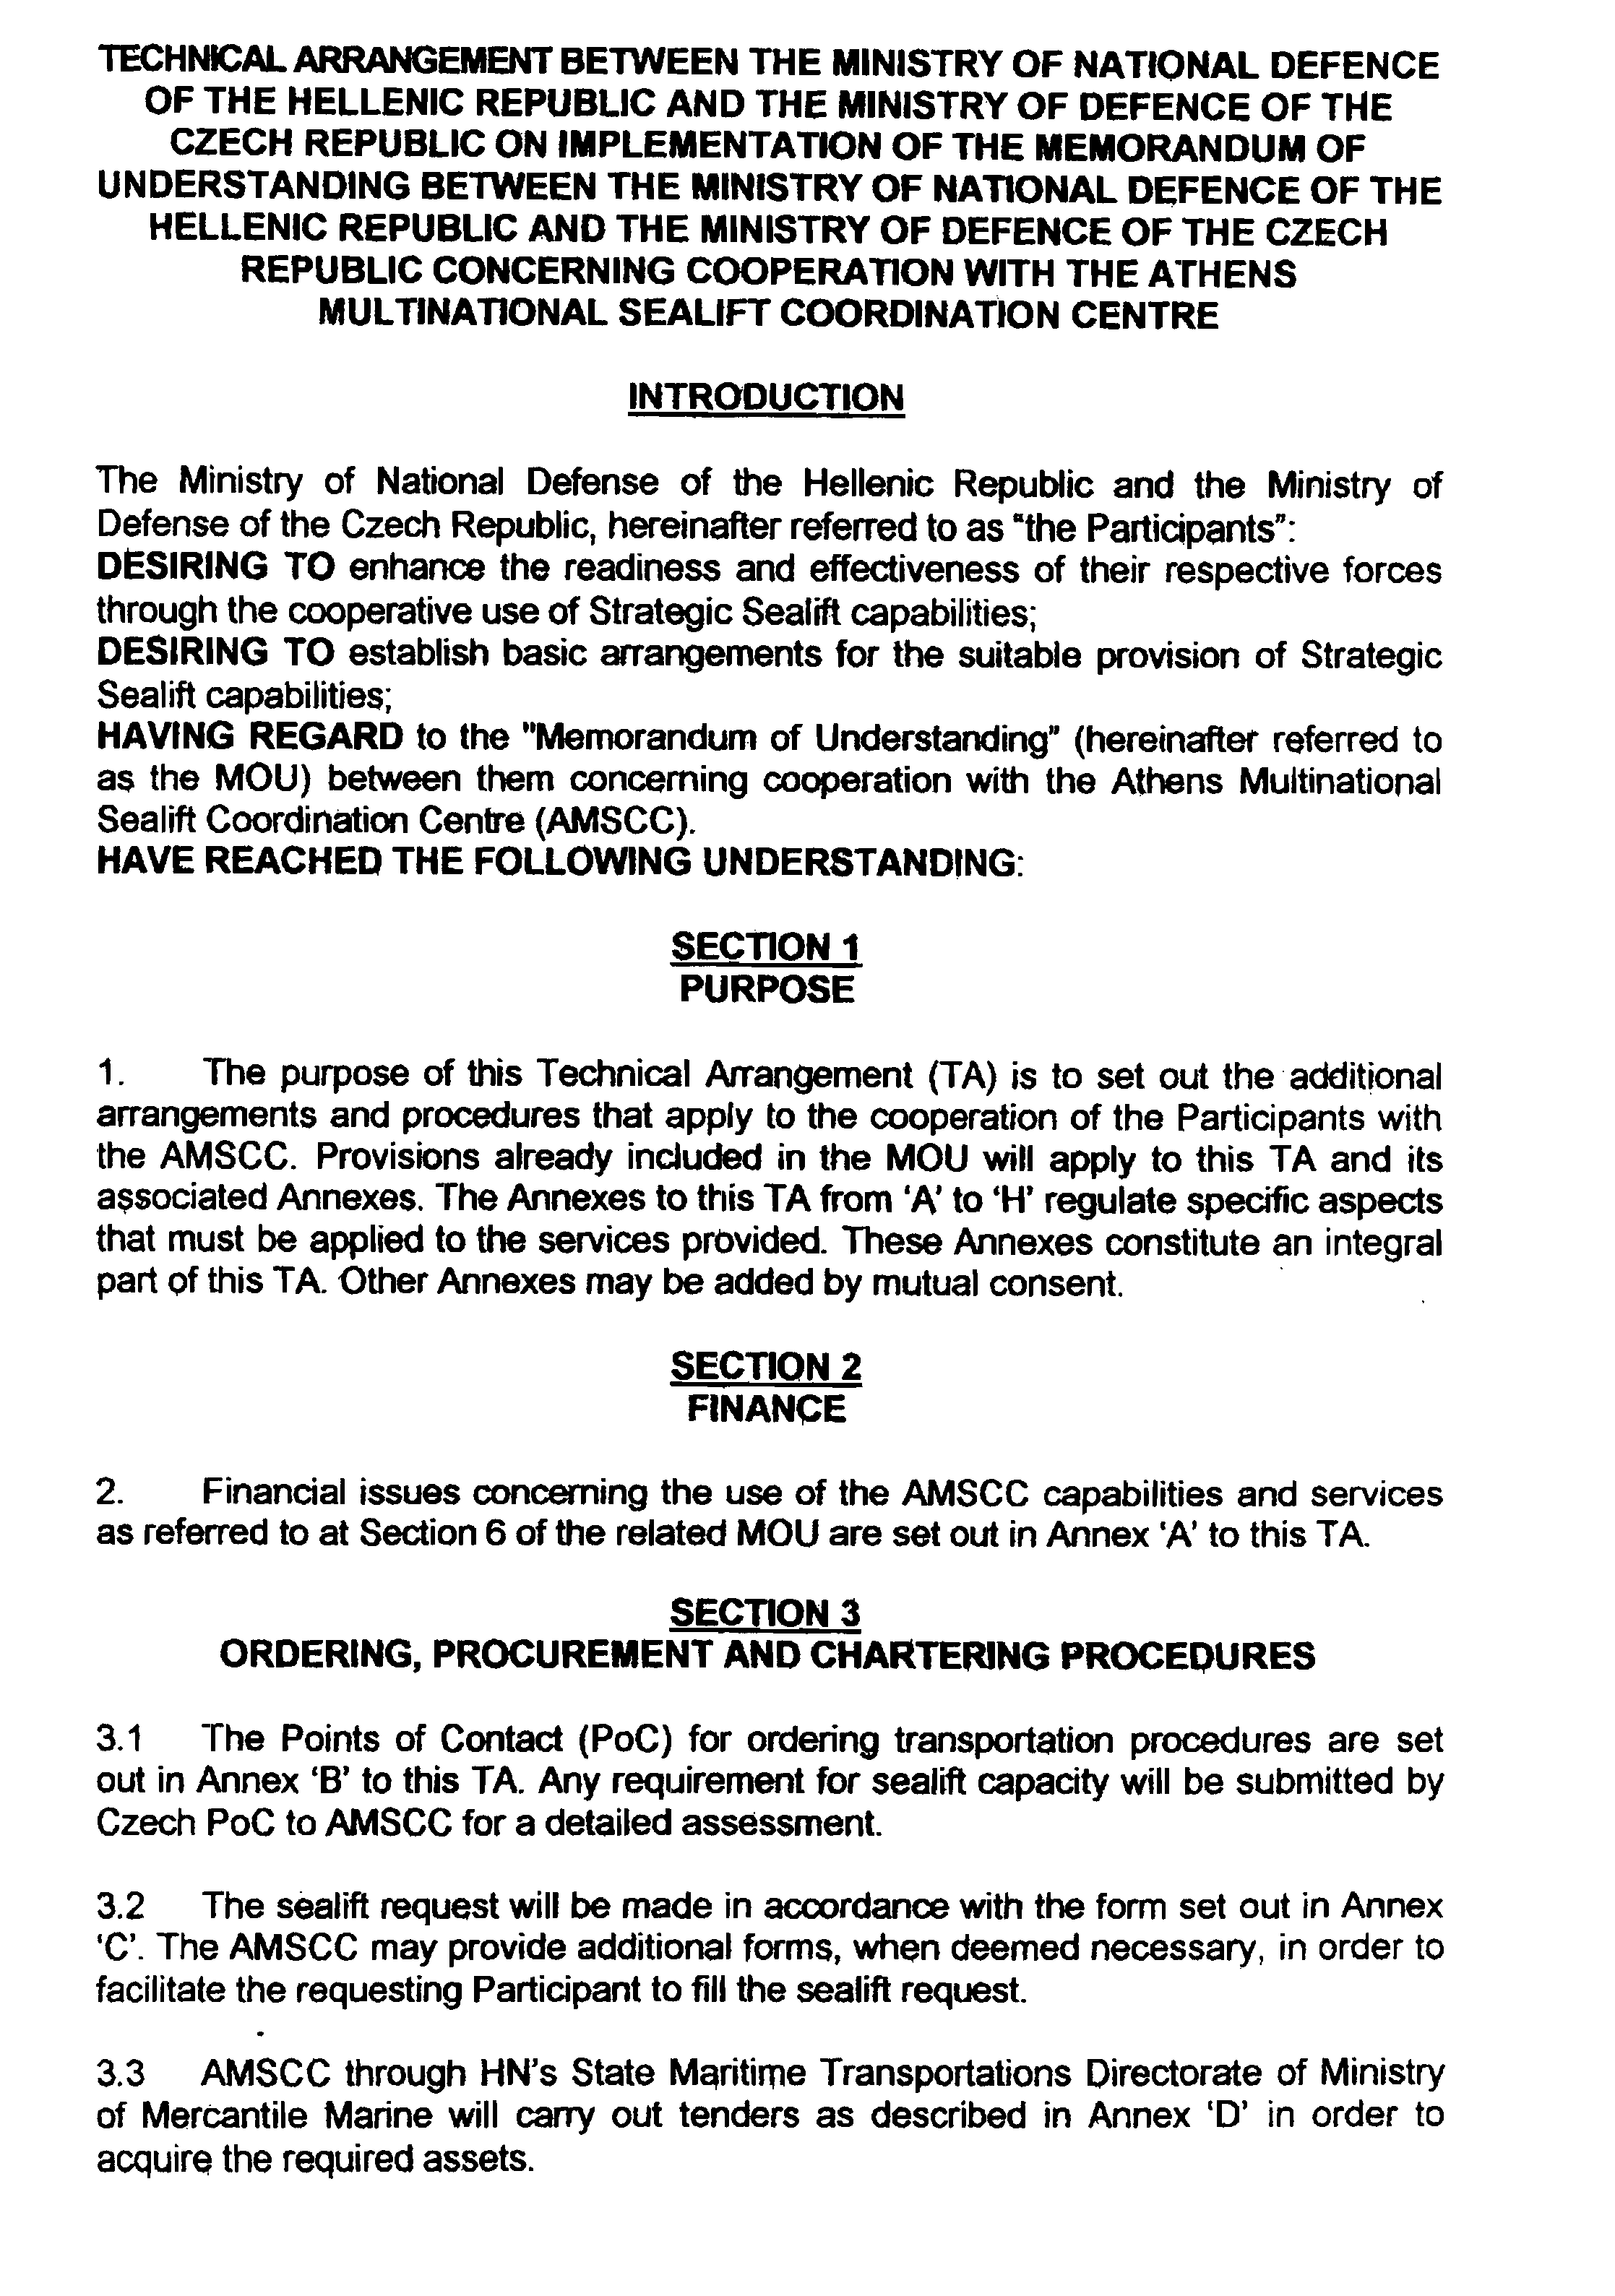 TECHNICAL ARRANGEMENT BETWEEN THE MINISTRY OF NATIONAL DEFENCE
OF THE HELLENIC REPUBLIC AND THE MINISTRY OF DEFENCE OF THE
CZECH REPUBLIC ON IMPLEMENTATION OF THE MEMORANDUM OF
UNDERSTANDING BETWEEN THE MINISTRY OF NATIONAL DEFENCE OF THE
HELLENIC REPUBLIC AND THE MINISTRY OF DEFENCE OF THE CZECH
REPUBLIC CONCERNING COOPERATION WITH THE ATHENS
MULTINATIONAL SEALIFT COORDINATION CENTRE
INTRODUCTION
The Ministry of National Defense of the Hellenic Republic and the Ministry of
Defense of the Czech Republic, hereinafter referred to as “the Participants”:
DESIRING TO enhance the readiness and effectiveness of their respective forces
through the cooperative use of Strategic Sealift capabilities;
DESIRING TO establish basic arrangements for the suitable provision of Strategic
Sealift capabilities;
HAVING REGARD to the "Memorandum of Understanding” (hereinafter referred to
as the MOU) between them concerning cooperation with the Athens Multinational
Sealift Coordination Centre (AMSCC).
HAVE REACHED THE FOLLOWING UNDERSTANDING:
SECTION 1
PURPOSE
1. The purpose of this Technical Arrangement (TA) is to set out the additional
arrangements and procedures that apply to the cooperation of the Participants with
the AMSCC. Provisions already included in the MOU will apply to this TA and its
associated Annexes. The Annexes to this TA from ‘A’ to ‘H’ regulate specific aspects
that must be applied to the services provided. These Annexes constitute an integral
part of this TA. Other Annexes may be added by mutual consent.
SECTION 2
FINANCE
2. Financial issues concerning the use of the AMSCC capabilities and services
as referred to at Section 6 of the related MOU are set out in Annex ‘A’ to this TA.
SECTION 3
ORDERING, PROCUREMENT AND CHARTERING PROCEDURES
3.1 The Points of Contact (PoC) for ordering transportation procedures are set
out in Annex ‘B’ to this TA. Any requirement for sealift capacity will be submitted by
Czech PoC to AMSCC for a detailed assessment.
3.2 The sealift request will be made in accordance with the form set out in Annex
‘C’. The AMSCC may provide additional forms, when deemed necessary, in order to
facilitate the requesting Participant to fill the sealift request.
3.3 AMSCC through HN’s State Maritime Transportations Directorate of Ministry
of Mercantile Marine will carry out tenders as described in Annex ‘D’ in order to
acquire the required assets.